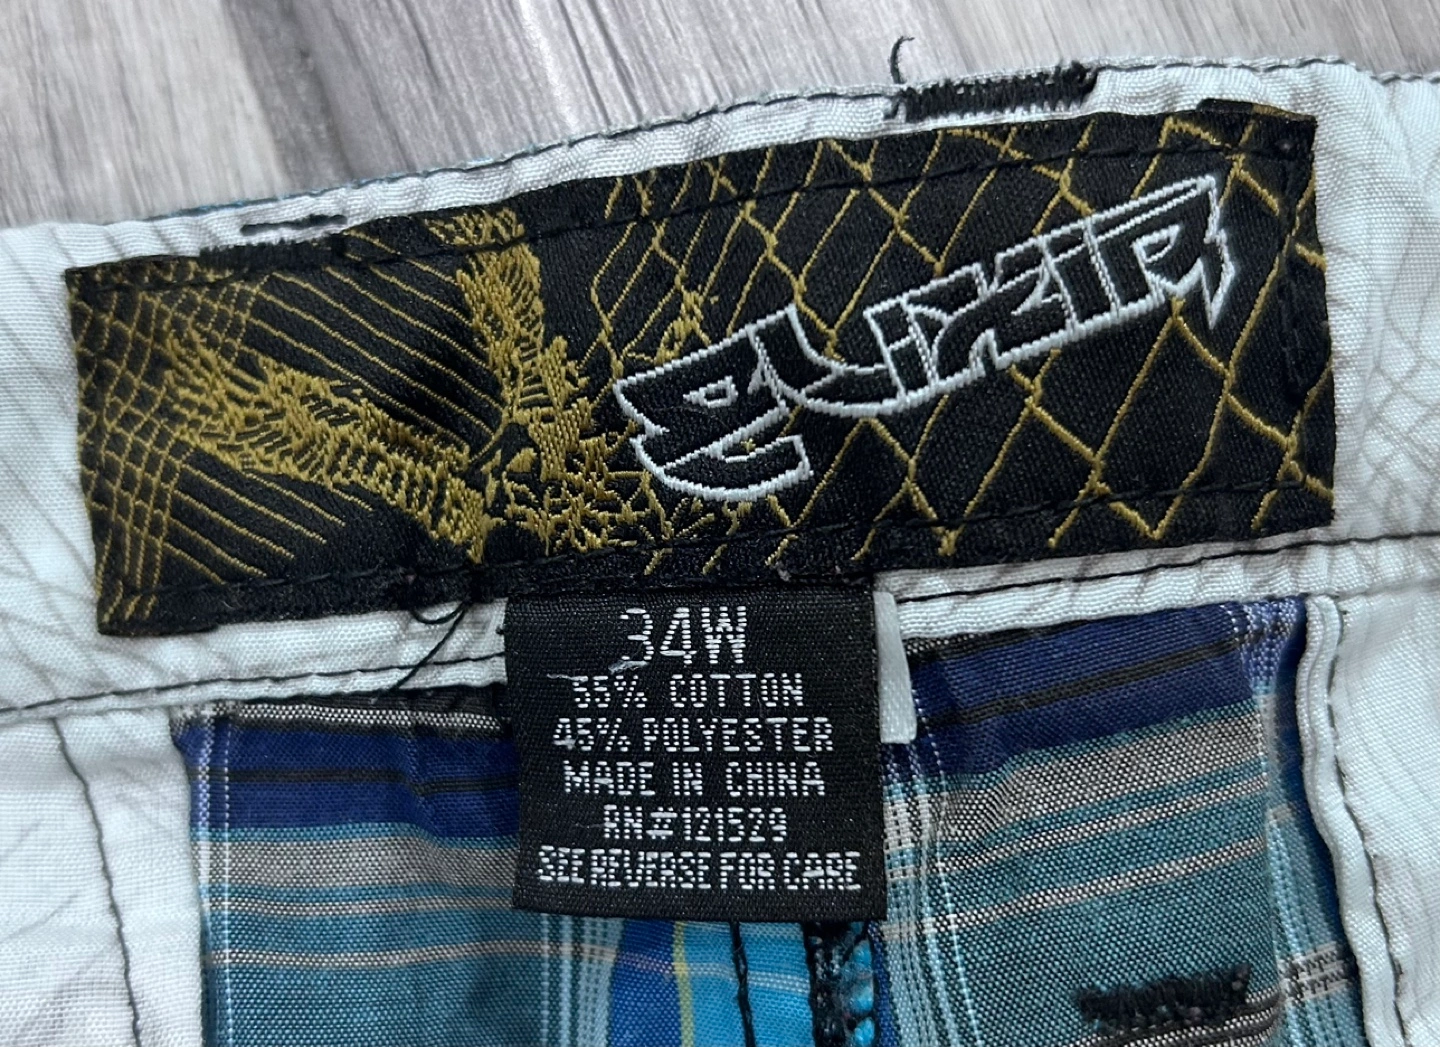 ELIXIR
34W
55% COTTON
45% POLYESTER
MADE IN CHINA
RN#121529
SEE REVERSE FOR CARE